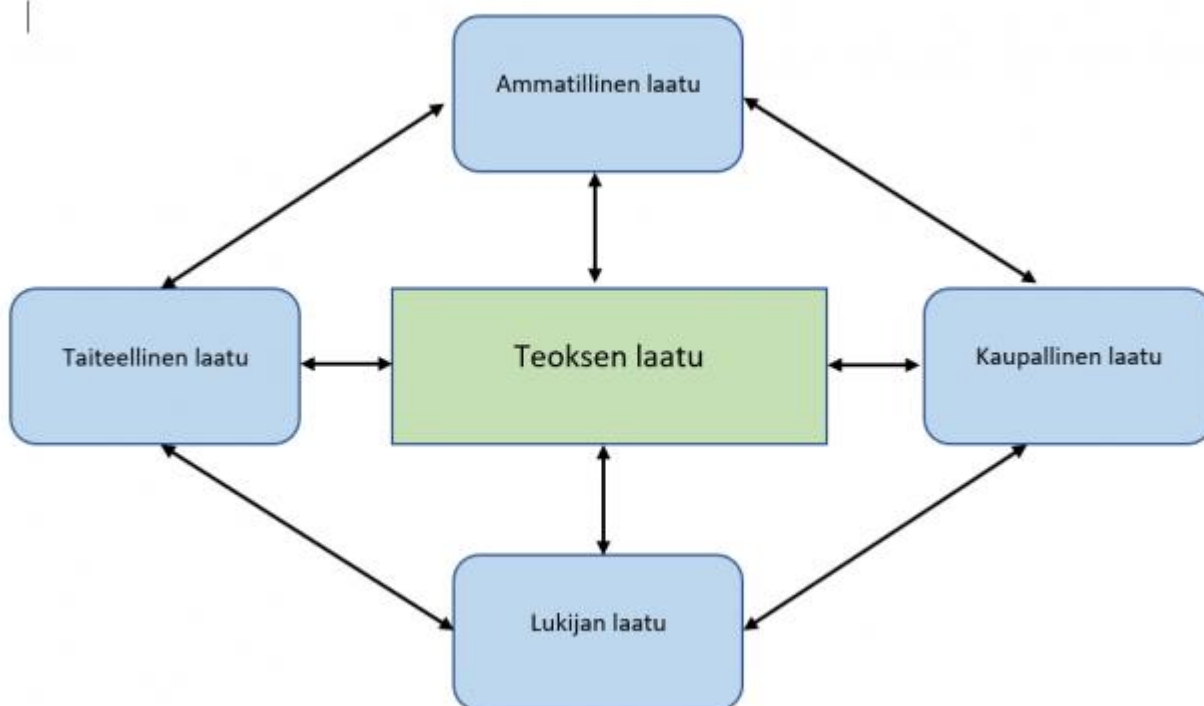 Ammatillinen laatu
Taiteellinen laatu
Teoksen laatu
Kaupallinen laatu
Lukijan laatu